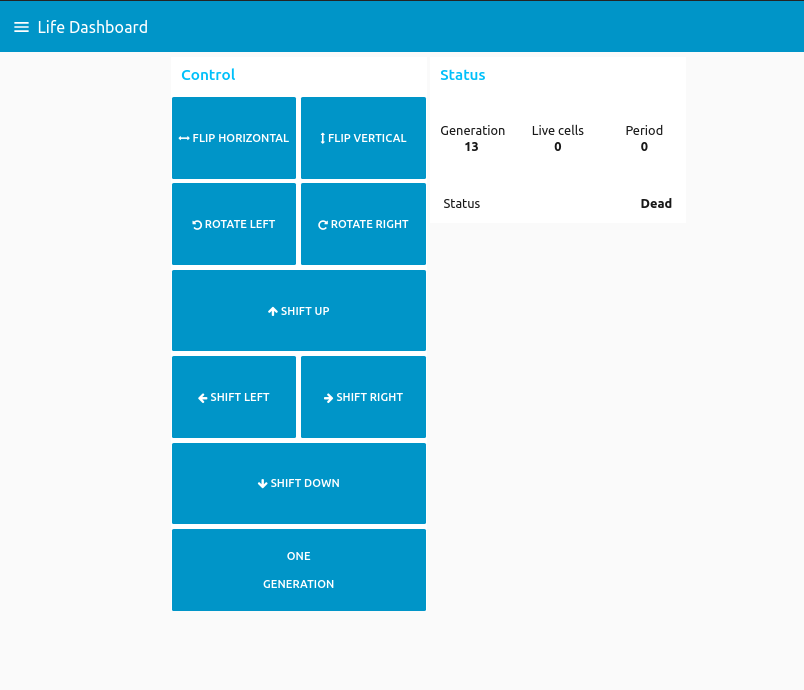 Life Dashboard
Control
FLIP HORIZONTAL
FLIP VERTICAL
ROTATE LEFT
ROTATE RIGHT
SHIFT UP
SHIFT LEFT
SHIFT RIGHT
SHIFT DOWN
ONE
GENERATION
Status
Generation Live cells Period
13 0 0
Status Dead